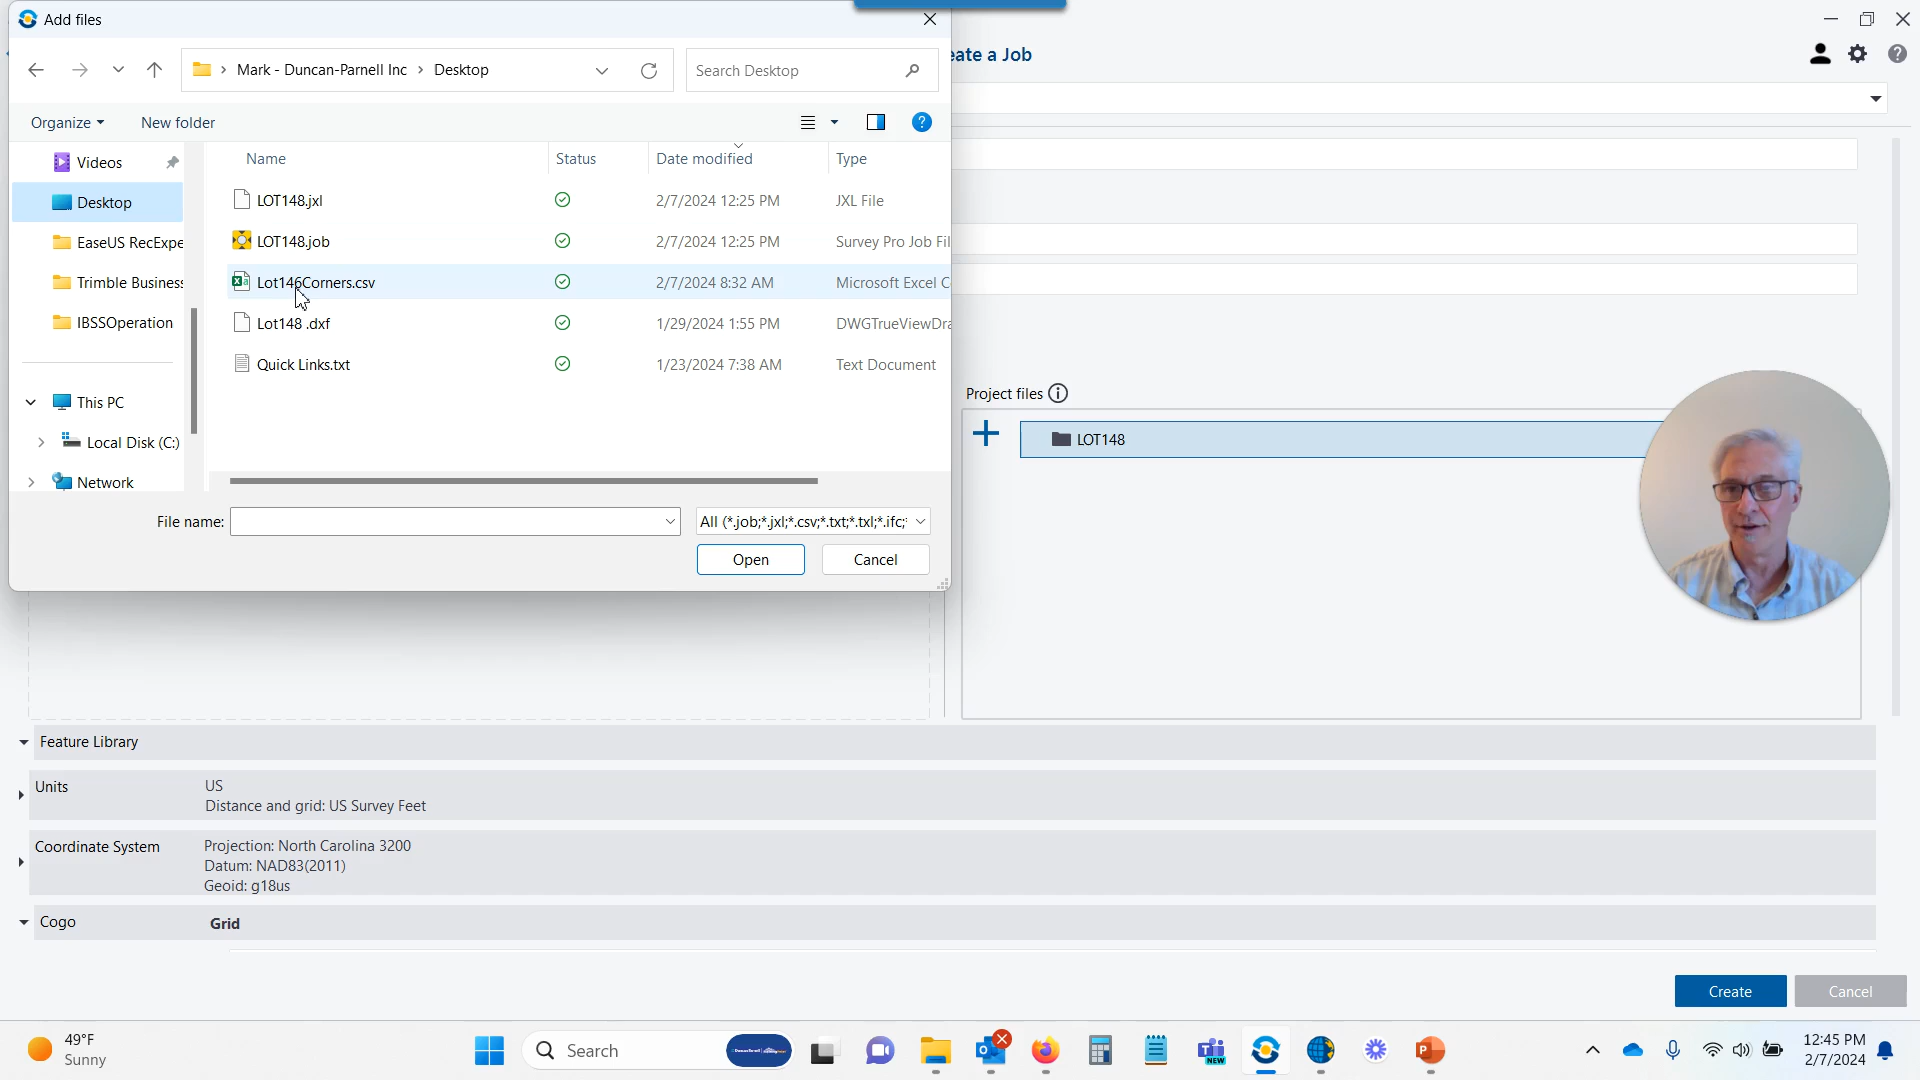 Add files
Mark - Duncan-Parnell Inc > Desktop
Search Desktop
eate a Job
Organize
New folder
Name
Status
Date modified
Type
Videos
Desktop
EaseUS RecExpe
Trimble Business
IBSSOperation
This PC
Local Disk (C:)
Network
LOT148.jxl
2/7/2024 12:25 PM
JXL File
LOT148.job
2/7/2024 12:25 PM
Survey Pro Job Fil
Lot146Corners.csv
2/7/2024 8:32 AM
Microsoft Excel C
Lot148 .dxf
1/29/2024 1:55 PM
DWGTrueViewDra
Quick Links.txt
1/23/2024 7:38 AM
Text Document
File name:
All (*.job;*.jxl;*.csv;*.txt;*.txl;*.ifc;*
Open
Cancel
Project files
LOT148
Feature Library
Units
US
Distance and grid: US Survey Feet
Coordinate System
Projection: North Carolina 3200
Datum: NAD83(2011)
Geoid: g18us
Cogo
Grid
Create
Cancel
49°F
Sunny
Search
NEW
12:45 PM
2/7/2024